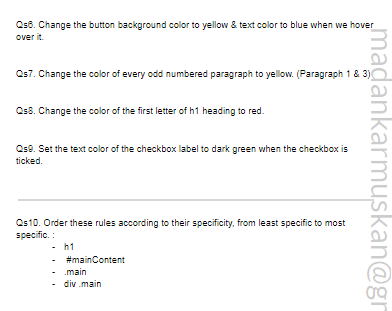 Qs6. Change the button background color to yellow & text color to blue when we hover
over it.
Qs7. Change the color of every odd numbered paragraph to yellow. (Paragraph 1 & 3)
Qs8. Change the color of the first letter of h1 heading to red.
Qs9. Set the text color of the checkbox label to dark green when the checkbox is
ticked.
Qs10. Order these rules according to their specificity, from least specific to most
specific. :
- h1
- #mainContent
- .main
- div .main
madankarmuskan@gr